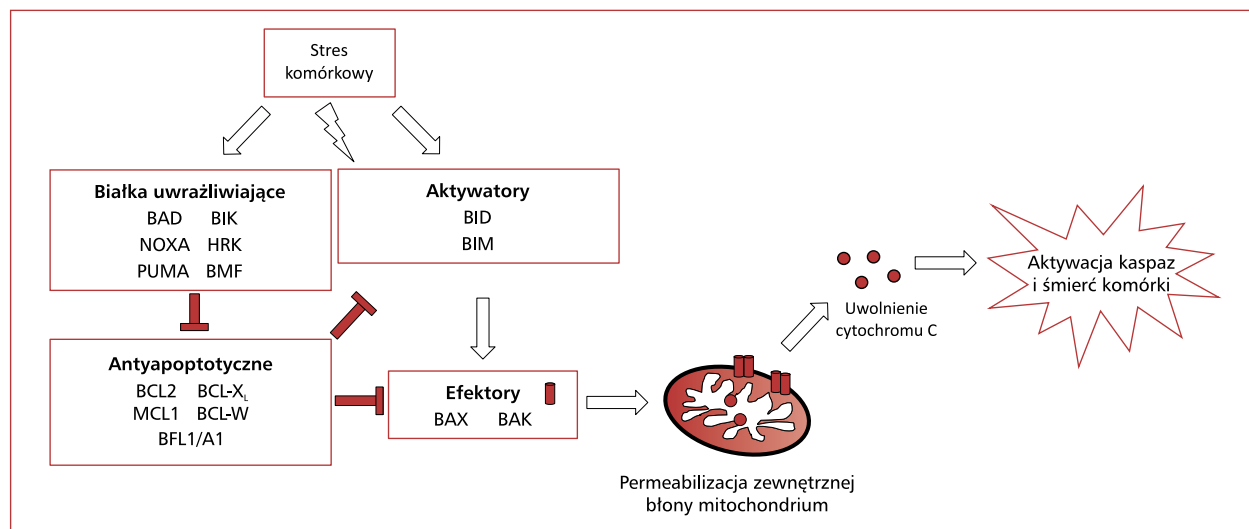 Stres
komórkowy
Białka uwrażliwiające
BAD BIK
NOXA HRK
PUMA BMF
Aktywatory
BID
BIM
Antyapoptotyczne
BCL2 BCL-X_L
MCL1 BCL-W
BFL1/A1
Efektory
BAX BAK
Permeabilizacja zewnętrznej
błony mitochondrium
Uwolnienie
cytochromu C
Aktywacja kaspaz
i śmierć komórki